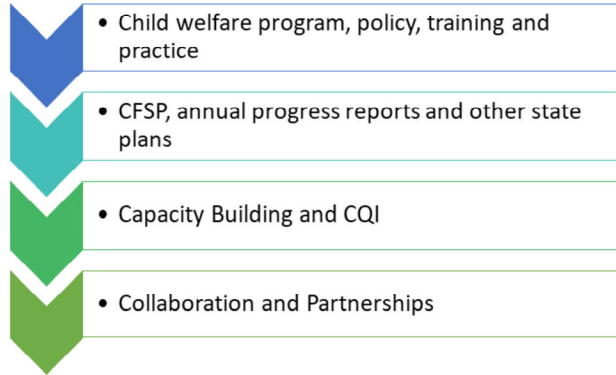 • Child welfare program, policy, training and
practice
• CFSP, annual progress reports and other state
plans
• Capacity Building and CQI
• Collaboration and Partnerships